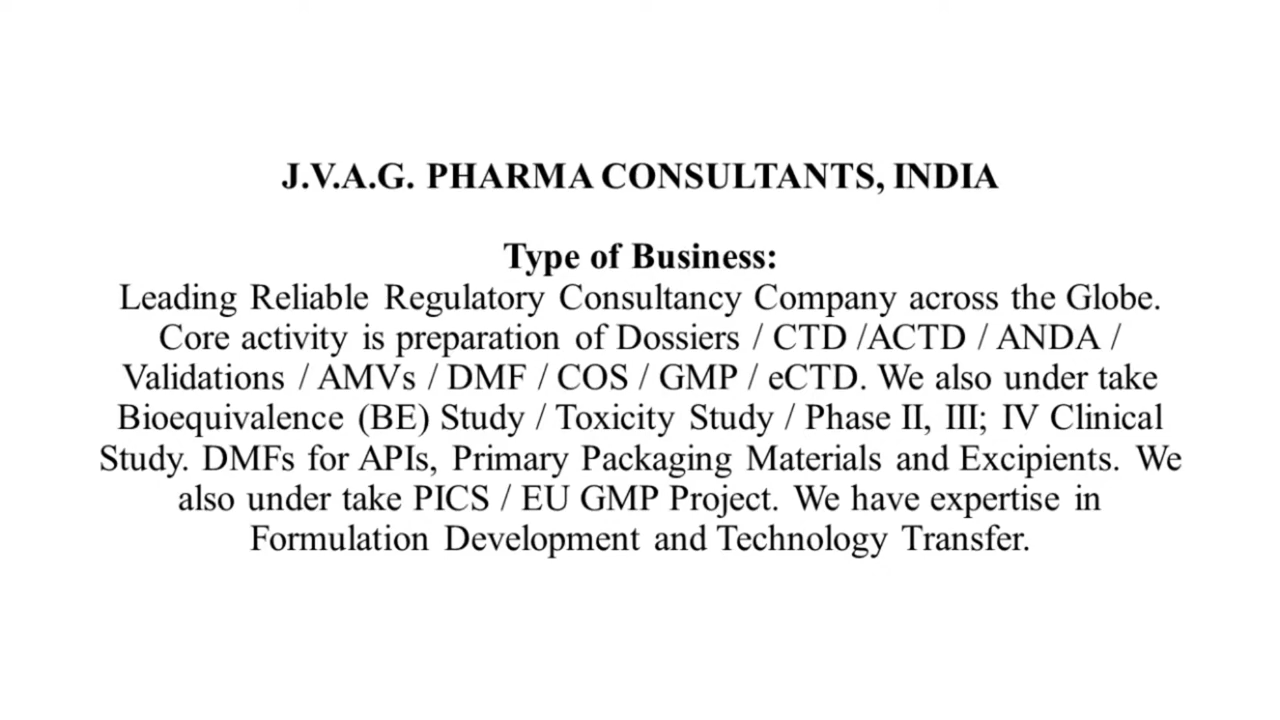 J.V.A.G. PHARMA CONSULTANTS, INDIA
Type of Business:
Leading Reliable Regulatory Consultancy Company across the Globe.
Core activity is preparation of Dossiers / CTD /ACTD / ANDA /
Validations / AMVs / DMF / COS / GMP / eCTD. We also under take
Bioequivalence (BE) Study / Toxicity Study / Phase II, III; IV Clinical
Study. DMFs for APIs, Primary Packaging Materials and Excipients. We
also under take PICS / EU GMP Project. We have expertise in
Formulation Development and Technology Transfer.